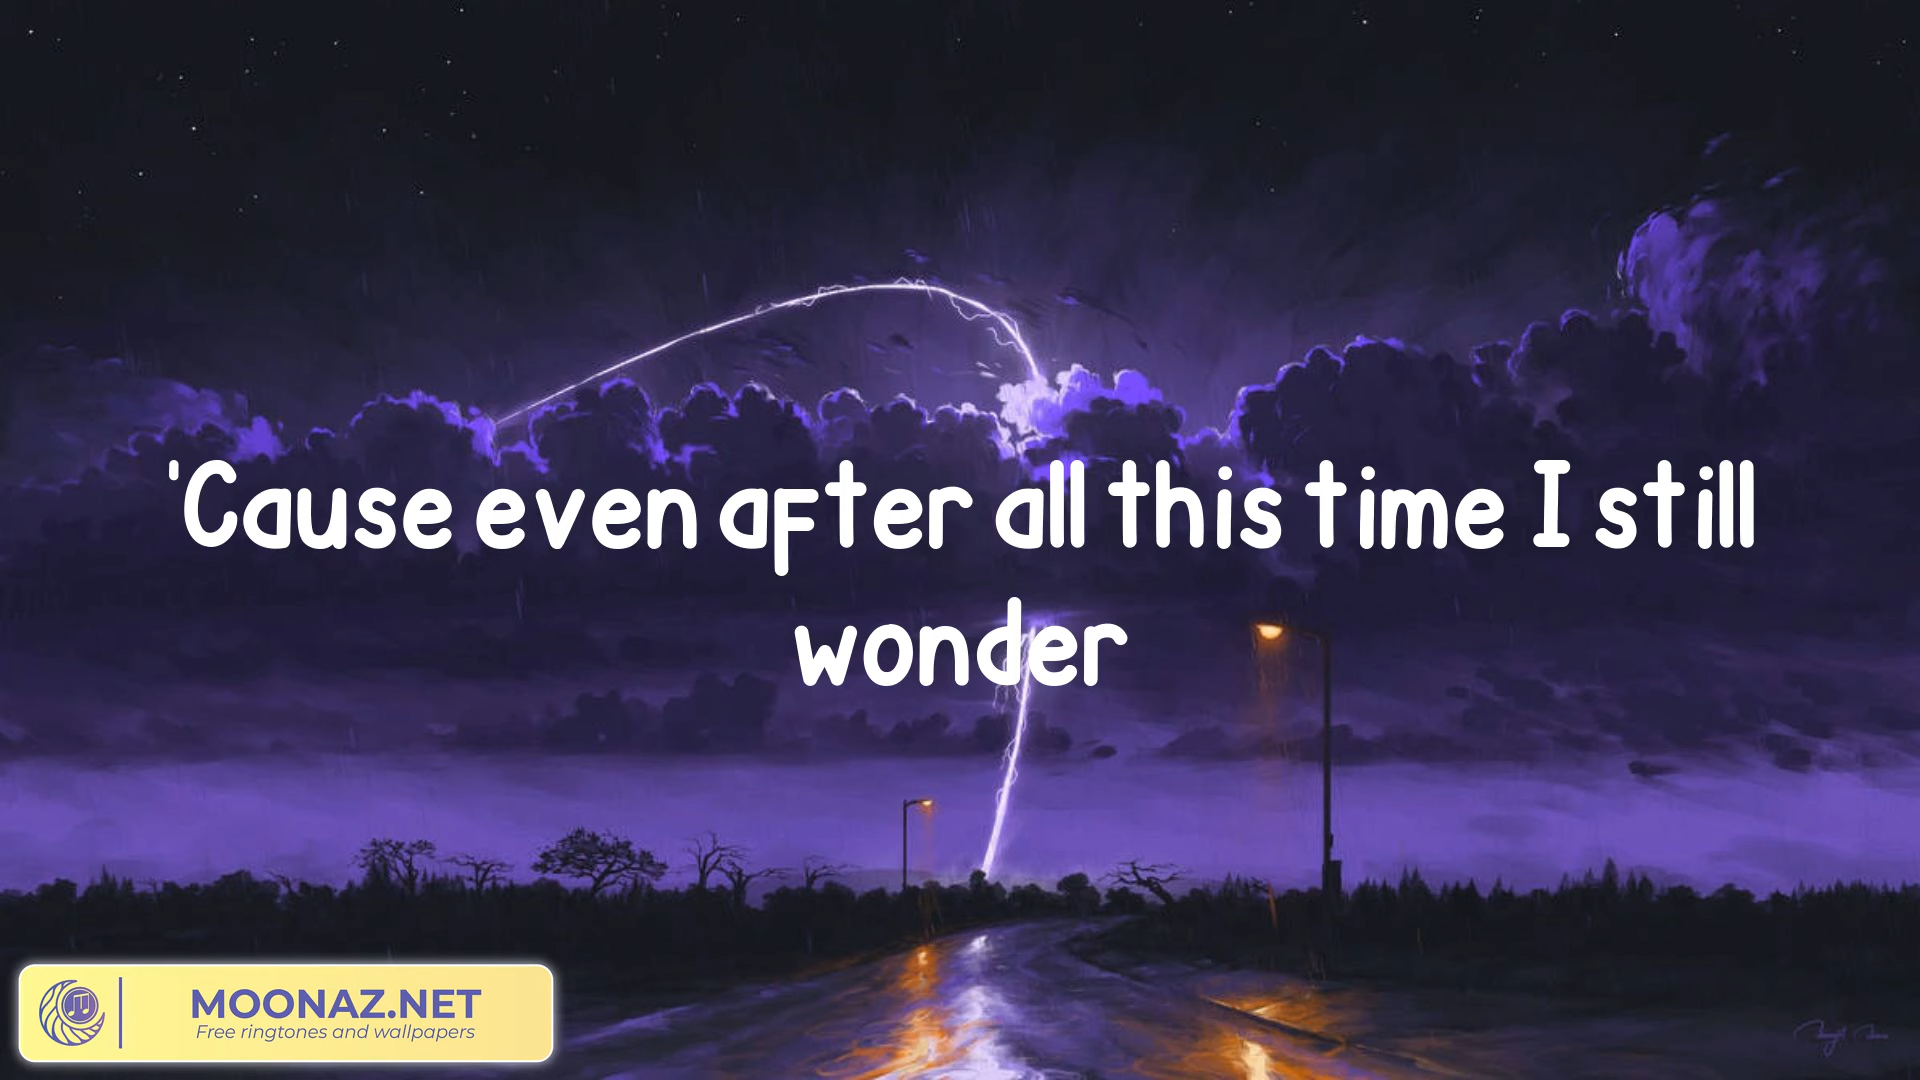 'Cause even after all this time I still
wonder
MOONAZ.NET
Free ringtones and wallpapers